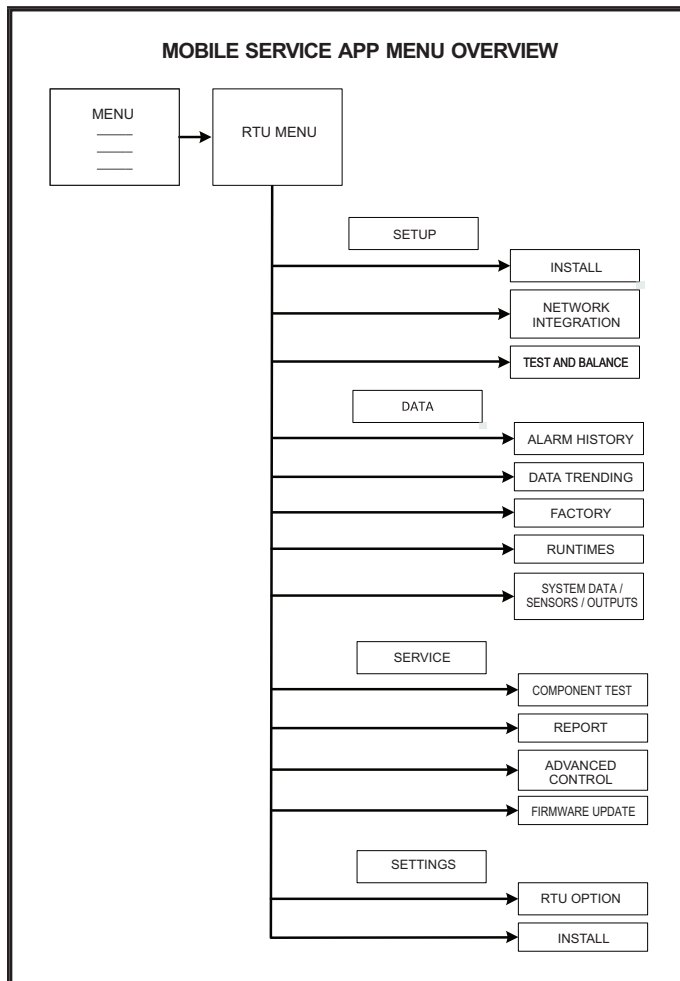 MOBILE SERVICE APP MENU OVERVIEW
MENU
RTU MENU
SETUP
INSTALL
NETWORK
INTEGRATION
TEST AND BALANCE
DATA
ALARM HISTORY
DATA TRENDING
FACTORY
RUNTIMES
SYSTEM DATA /
SENSORS / OUTPUTS
SERVICE
COMPONENT TEST
REPORT
ADVANCED
CONTROL
FIRMWARE UPDATE
SETTINGS
RTU OPTION
INSTALL